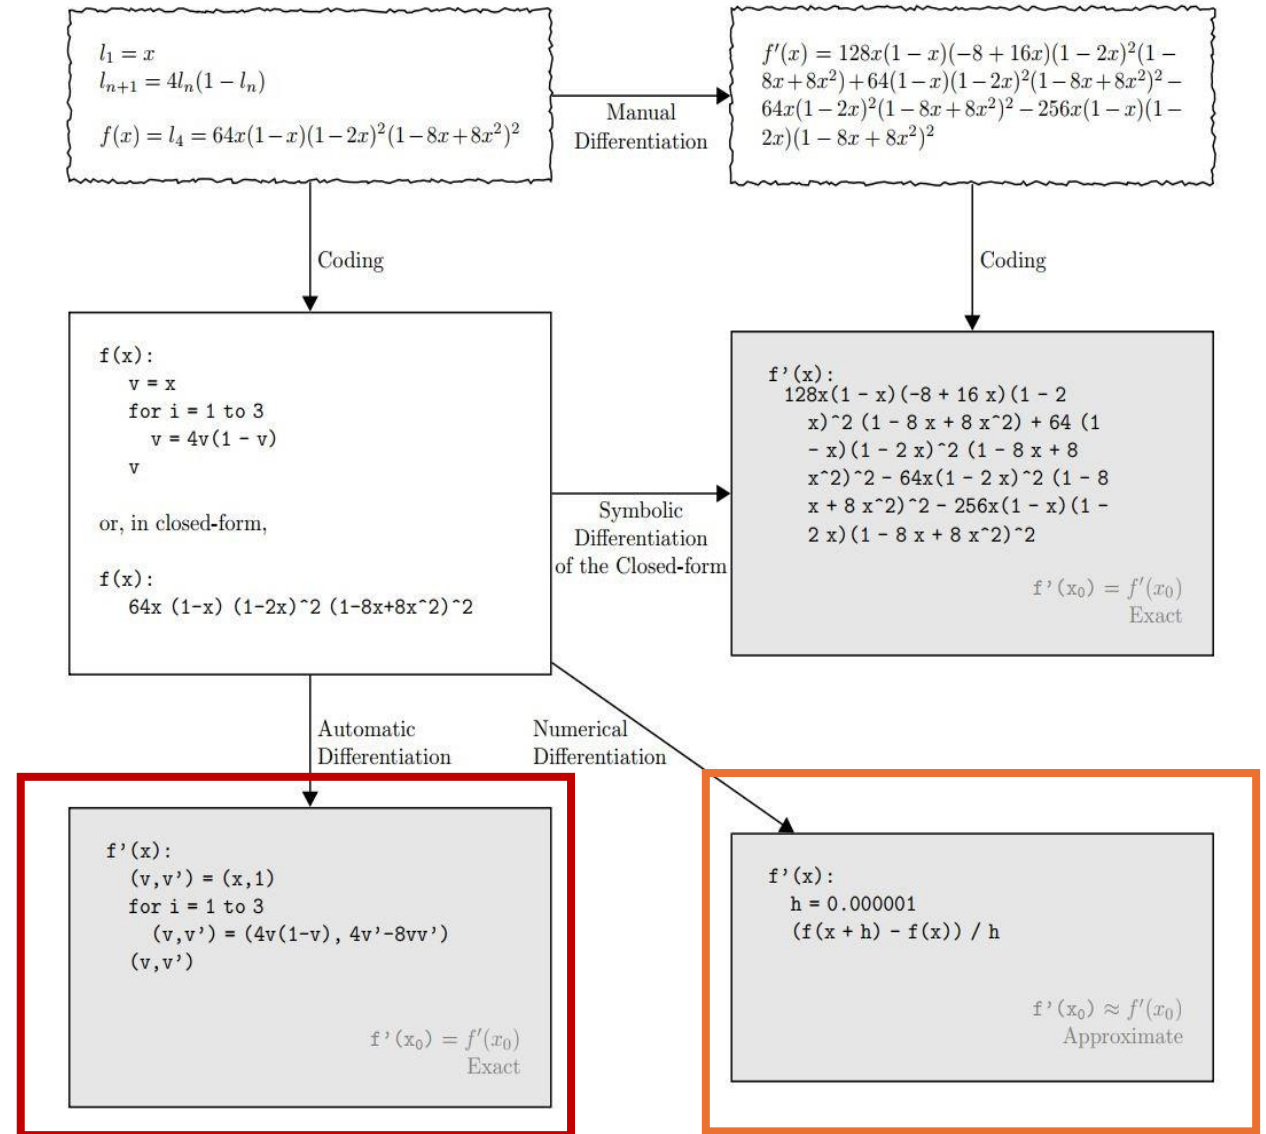 l₁ = x
lₙ₊₁ = 4lₙ(1 − lₙ)
f(x) = l₄ = 64x(1−x)(1−2x)²(1−8x+8x²)²
Manual
Differentiation
f′(x) = 128x(1 − x)(−8 + 16x)(1 − 2x)²(1 −
8x+8x²)+64(1−x)(1−2x)²(1−8x+8x²)²−
64x(1−2x)²(1−8x+8x²)²−256x(1−x)(1−
2x)(1 − 8x + 8x²)²
Coding
Coding
f(x):
v = x
for i = 1 to 3
v = 4v(1 - v)
v
or, in closed-form,
f(x):
64x (1-x) (1-2x)^2 (1-8x+8x^2)^2
Symbolic
Differentiation
of the Closed-form
f’(x):
128x(1 - x)(-8 + 16 x)(1 - 2
x)^2 (1 - 8 x + 8 x^2) + 64 (1
- x)(1 - 2 x)^2 (1 - 8 x + 8
x^2)^2 - 64x(1 - 2 x)^2 (1 - 8
x + 8 x^2)^2 - 256x(1 - x)(1 -
2 x)(1 - 8 x + 8 x^2)^2
f’(x₀) = f′(x₀)
Exact
Automatic
Differentiation
Numerical
Differentiation
f’(x):
(v,v’) = (x,1)
for i = 1 to 3
(v,v’) = (4v(1-v), 4v’-8vv’)
(v,v’)
f’(x₀) = f′(x₀)
Exact
f’(x):
h = 0.000001
(f(x + h) - f(x)) / h
f’(x₀) ≈ f′(x₀)
Approximate